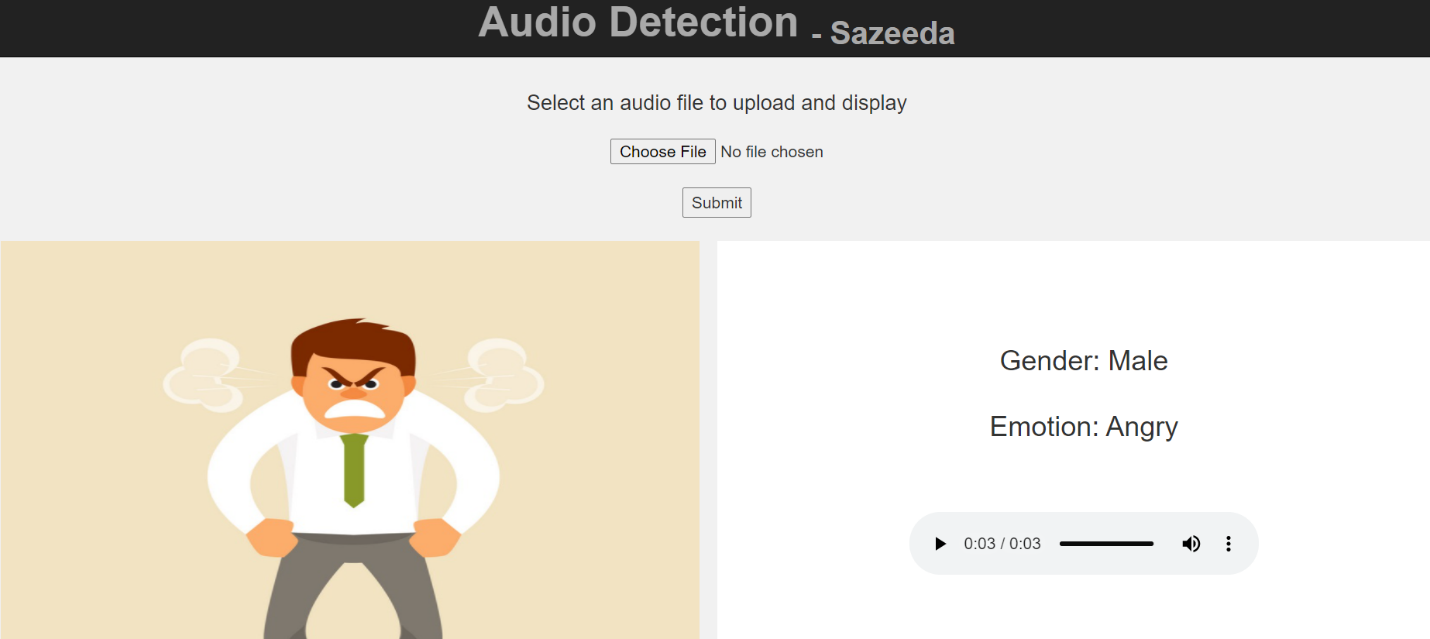 Audio Detection - Sazeeda
Select an audio file to upload and display
Choose File No file chosen
Submit
Gender: Male
Emotion: Angry
0:03 / 0:03